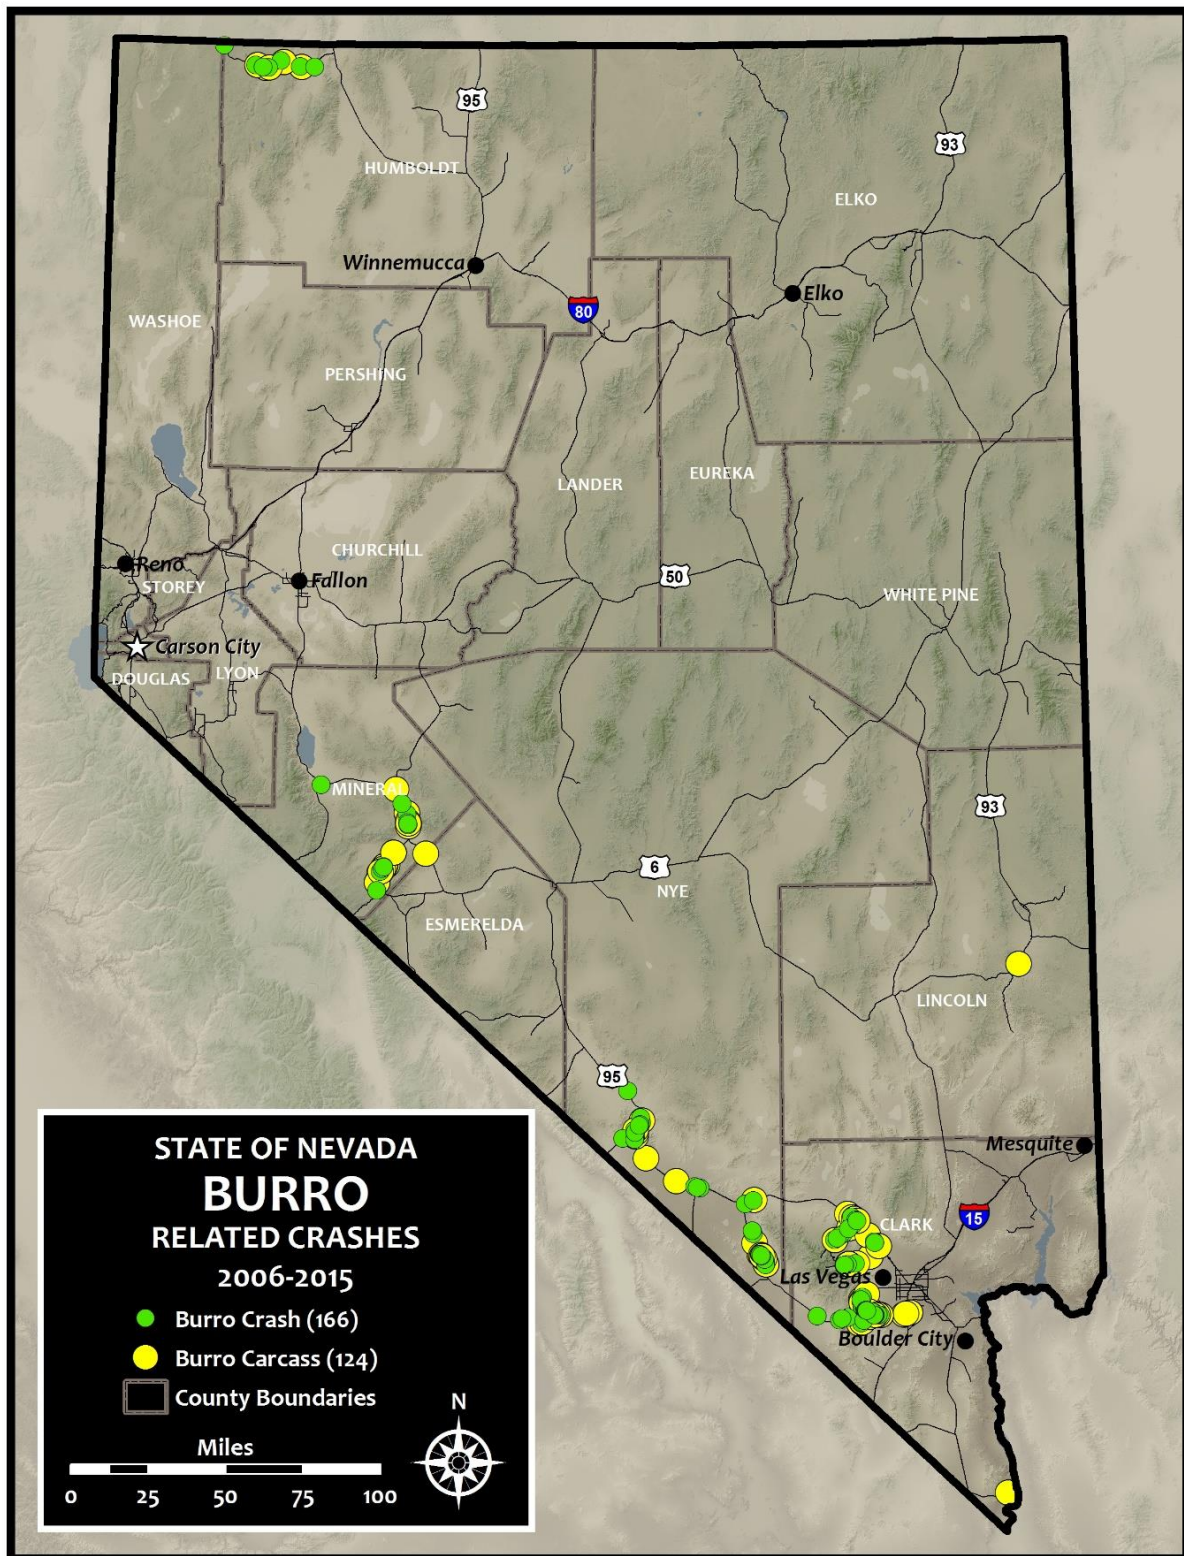 95
93
HUMBOLDT
ELKO
Winnemucca
Elko
80
WASHOE
PERSHING
LANDER
EUREKA
CHURCHILL
Reno
STOREY
Fallon
50
WHITE PINE
Carson City
DOUGLAS
LYON
MINERAL
93
6
NYE
ESMERELDA
LINCOLN
95
Mesquite
CLARK
15
Las Vegas
Boulder City
STATE OF NEVADA
BURRO
RELATED CRASHES
2006-2015
Burro Crash (166)
Burro Carcass (124)
County Boundaries
N
Miles
0 25 50 75 100